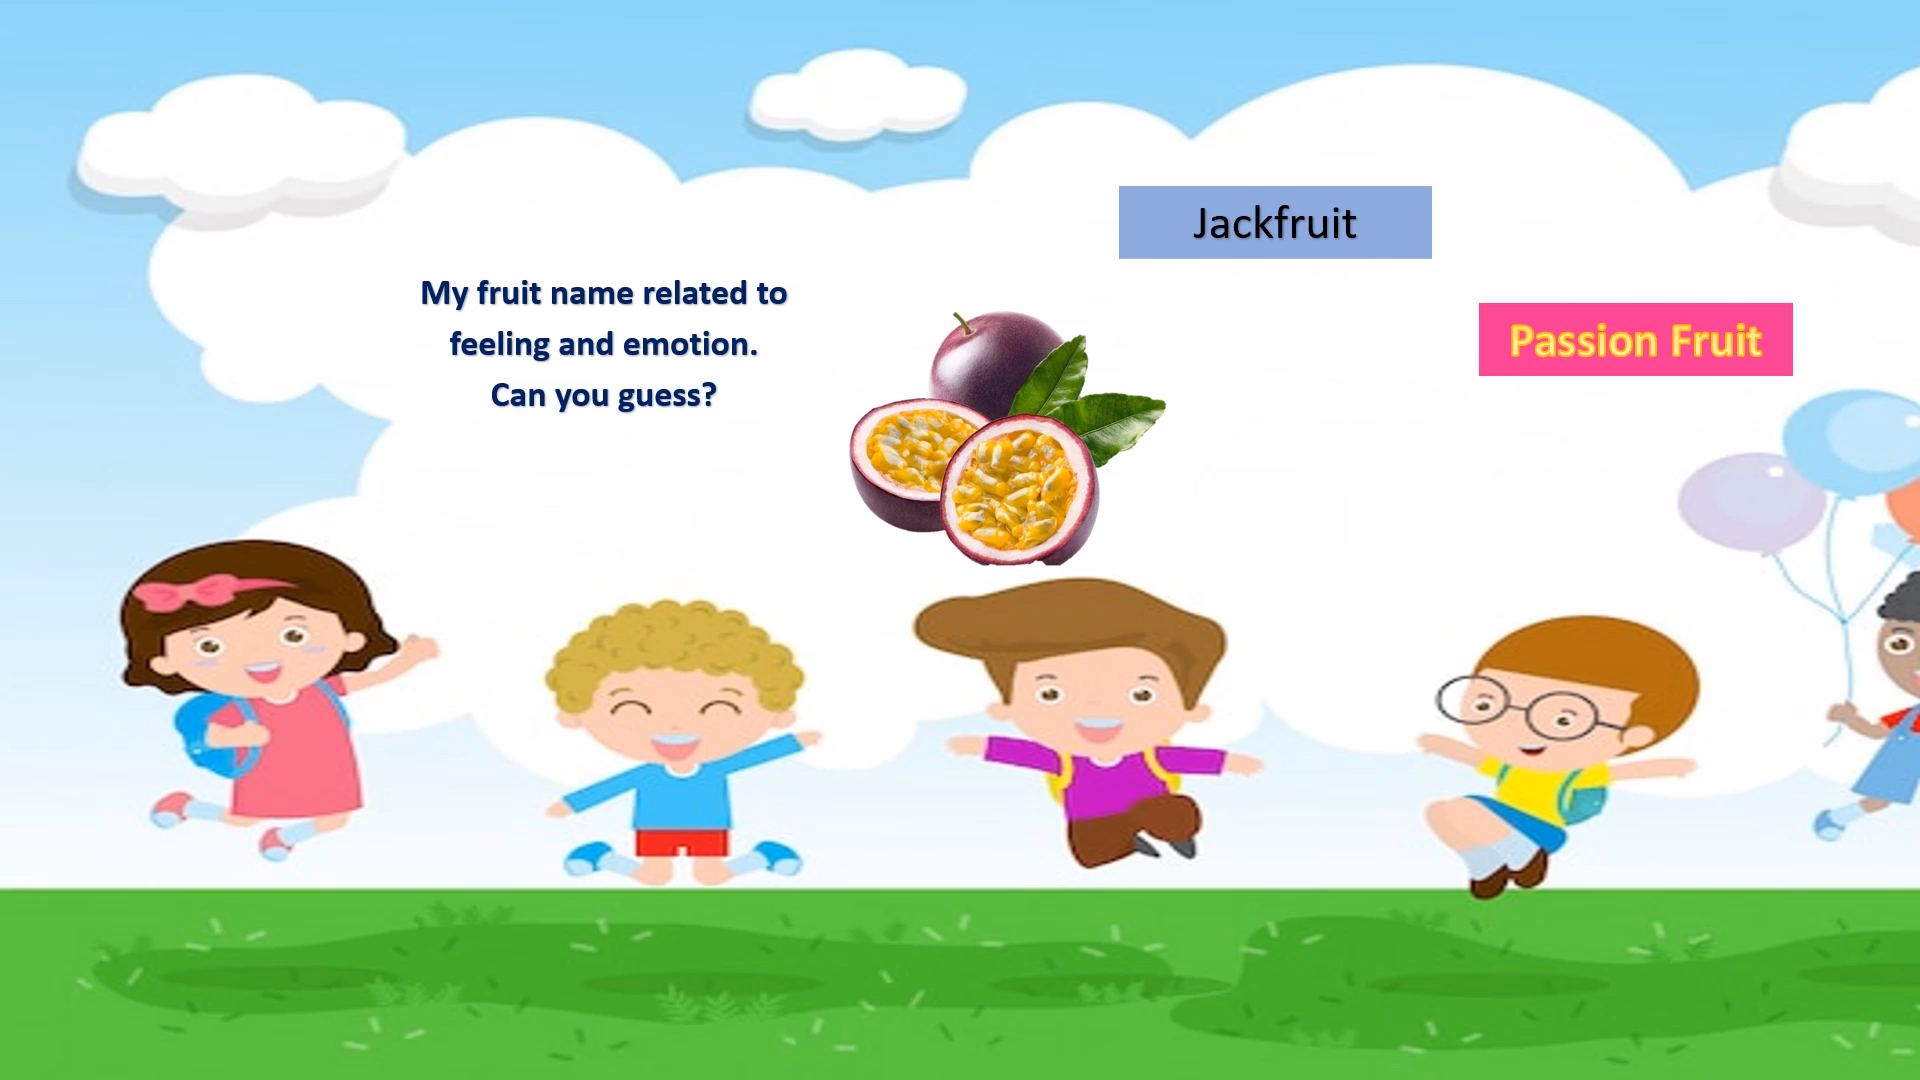 My fruit name related to
feeling and emotion.
Can you guess?
Jackfruit
Passion Fruit